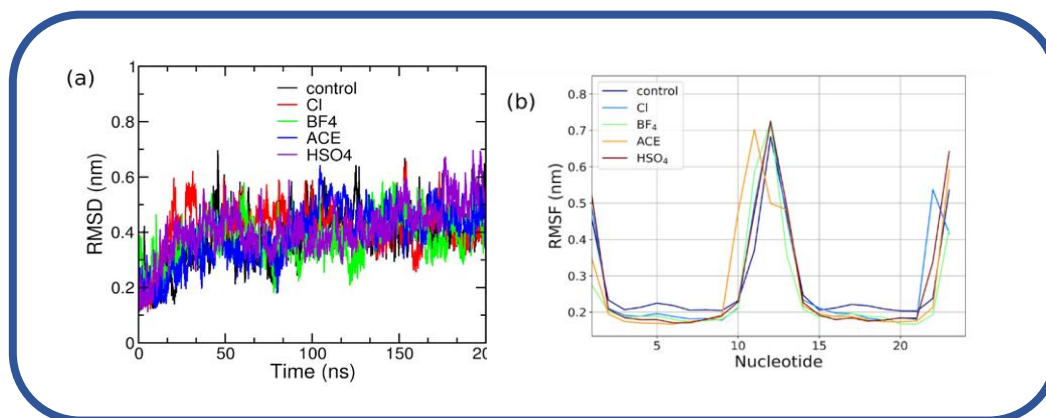 (a)
1
0.8
0.6
0.4
0.2
0
RMSD (nm)
control
Cl
BF4
ACE
HSO4
0 50 100 150 20
Time (ns)
(b)
0.8
0.7
0.6
0.5
0.4
0.3
0.2
RMSF (nm)
control
Cl
BF₄
ACE
HSO₄
5 10 15 20
Nucleotide